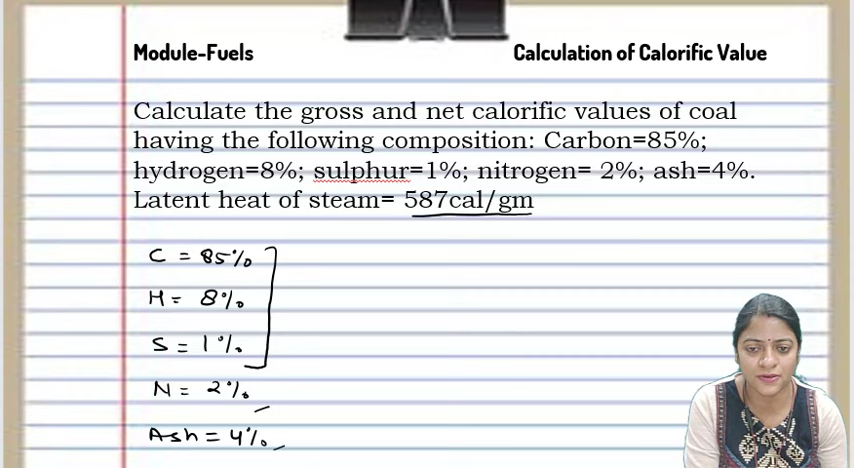 Module-Fuels
Calculation of Calorific Value
Calculate the gross and net calorific values of coal
having the following composition: Carbon=85%;
hydrogen=8%; sulphur=1%; nitrogen= 2%; ash=4%.
Latent heat of steam= 587cal/gm
C = 85%
H = 8%
S = 1%
N = 2%
Ash = 4%